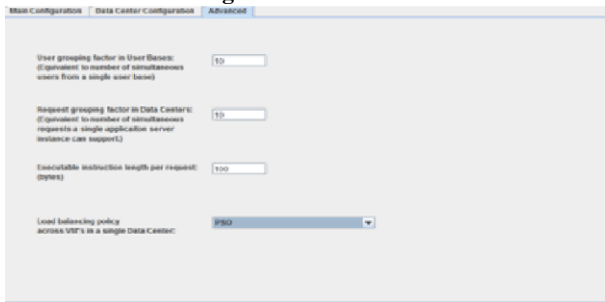 Main Configuration Data Center Configuration Advanced
User grouping factor in User Bases:
(Equivalent to number of simultaneous
users from a single user base)
10
Request grouping factor in Data Centers:
(Equivalent to number of simultaneous
requests a single applicaiton server
instance can support.)
10
Executable instruction length per request:
(bytes)
100
Load balancing policy
across VM's in a single Data Center:
PSO